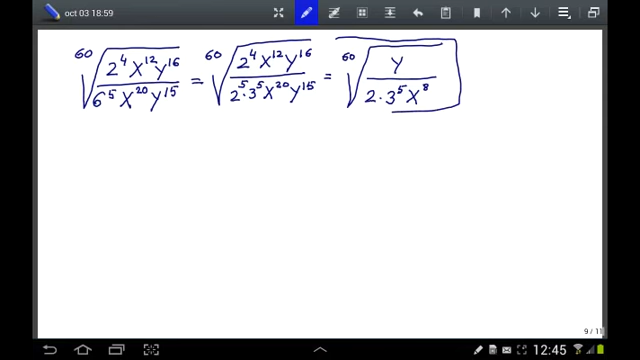 oct 03 18:59
⁶⁰√(2⁴X¹²Y¹⁶ / 6⁵X²⁰Y¹⁵) = ⁶⁰√(2⁴X¹²Y¹⁶ / 2⁵·3⁵X²⁰Y¹⁵) = ⁶⁰√(Y / 2·3⁵X⁸)
9 / 11
12:45